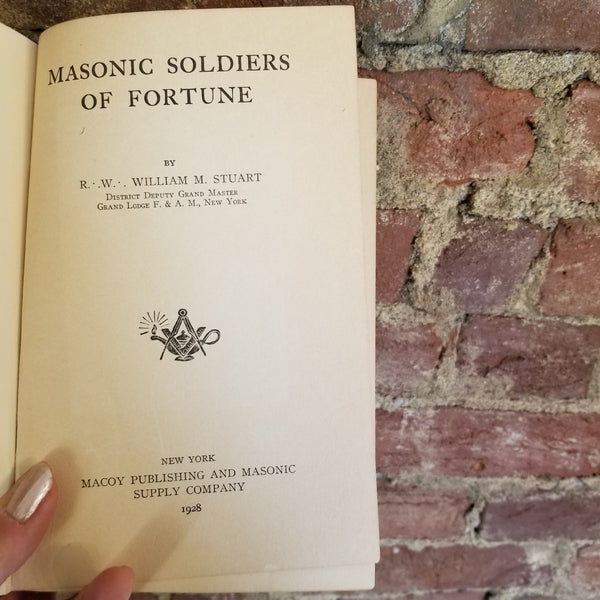 MASONIC SOLDIERS
OF FORTUNE
BY
R∴W∴ WILLIAM M. STUART
DISTRICT DEPUTY GRAND MASTER
GRAND LODGE F. & A. M., NEW YORK
NEW YORK
MACOY PUBLISHING AND MASONIC
SUPPLY COMPANY
1928